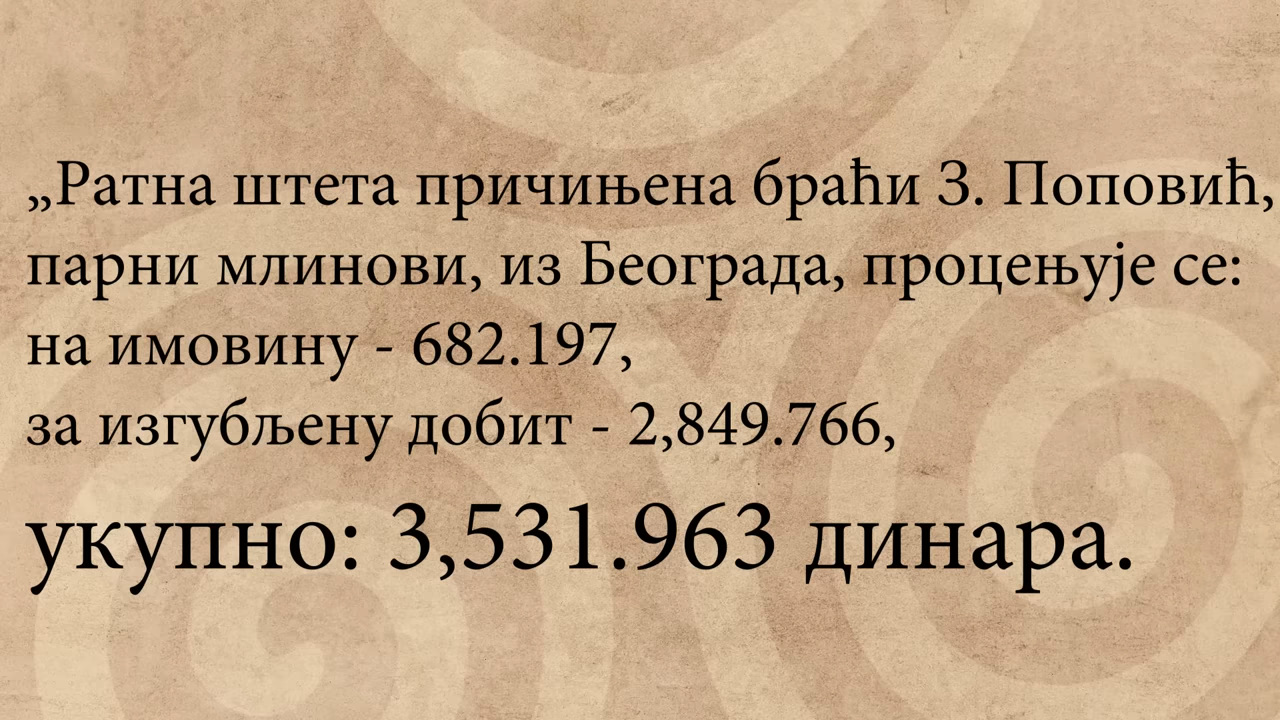 „Ратна штета причињена браћи З. Поповић,
парни млинови, из Београда, процењује се:
на имовину - 682.197,
за изгубљену добит - 2,849.766,
укупно: 3,531.963 динара.